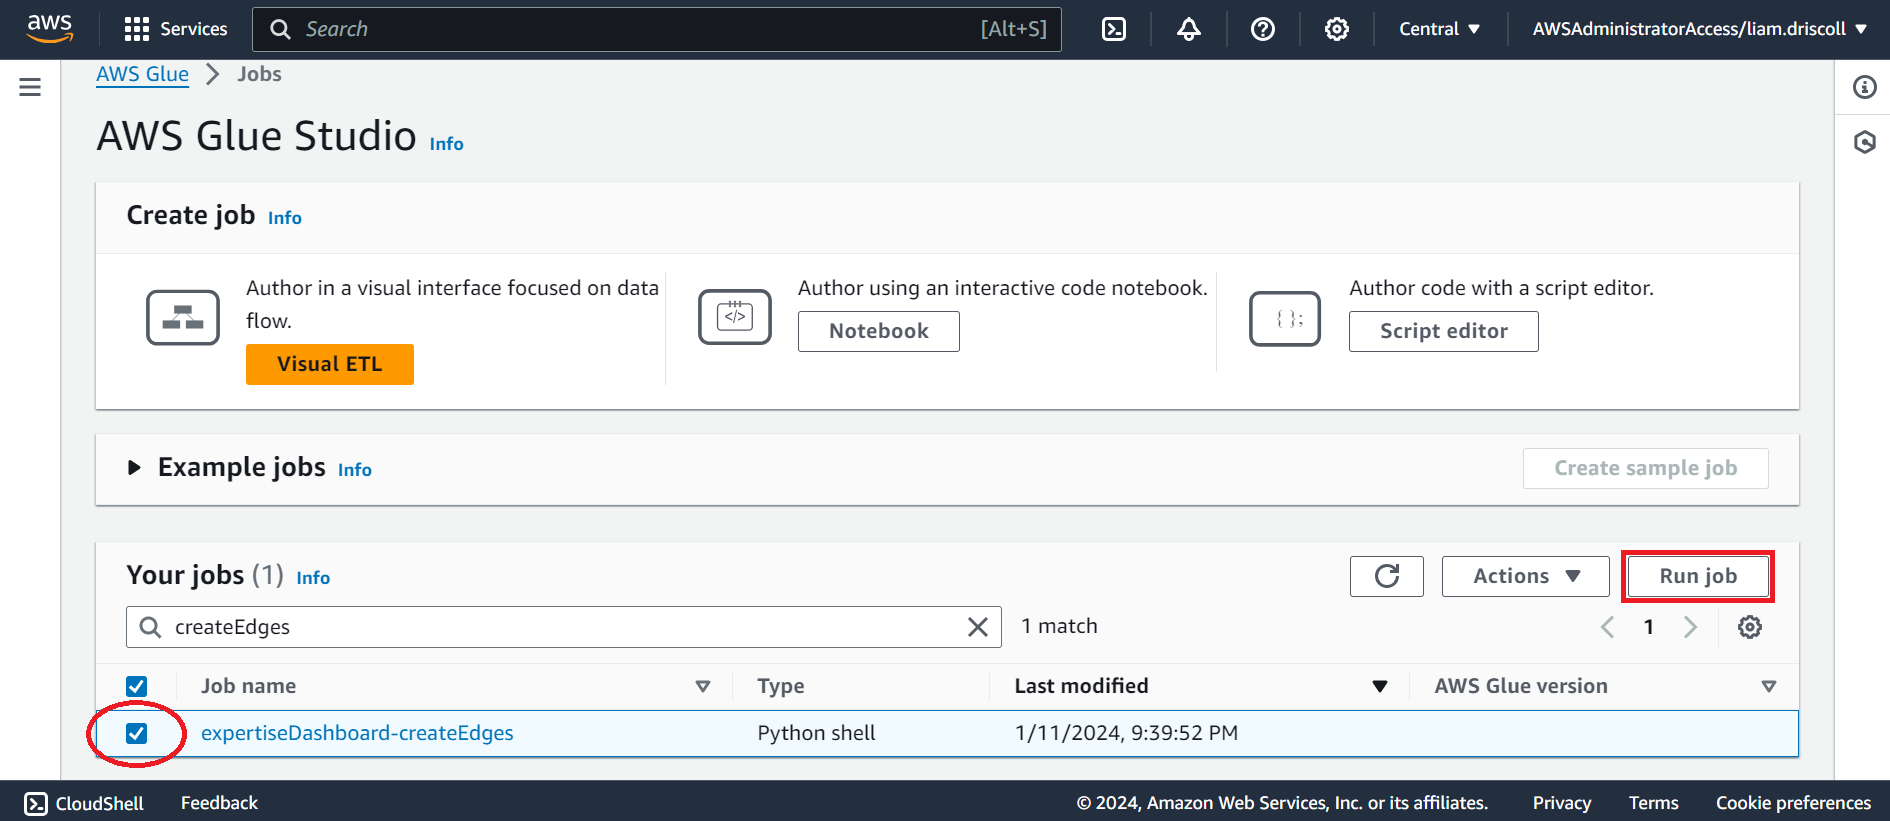 aws Services Search [Alt+S] Central AWSAdministratorAccess/liam.driscoll
AWS Glue Jobs
AWS Glue Studio Info
Create job Info
Author in a visual interface focused on data
flow.
Visual ETL
Author using an interactive code notebook.
Notebook
Author code with a script editor.
Script editor
Example jobs Info Create sample job
Your jobs (1) Info Actions Run job
createEdges 1 match 1
Job name Type Last modified AWS Glue version
expertiseDashboard-createEdges Python shell 1/11/2024, 9:39:52 PM
CloudShell Feedback © 2024, Amazon Web Services, Inc. or its affiliates. Privacy Terms Cookie preferences